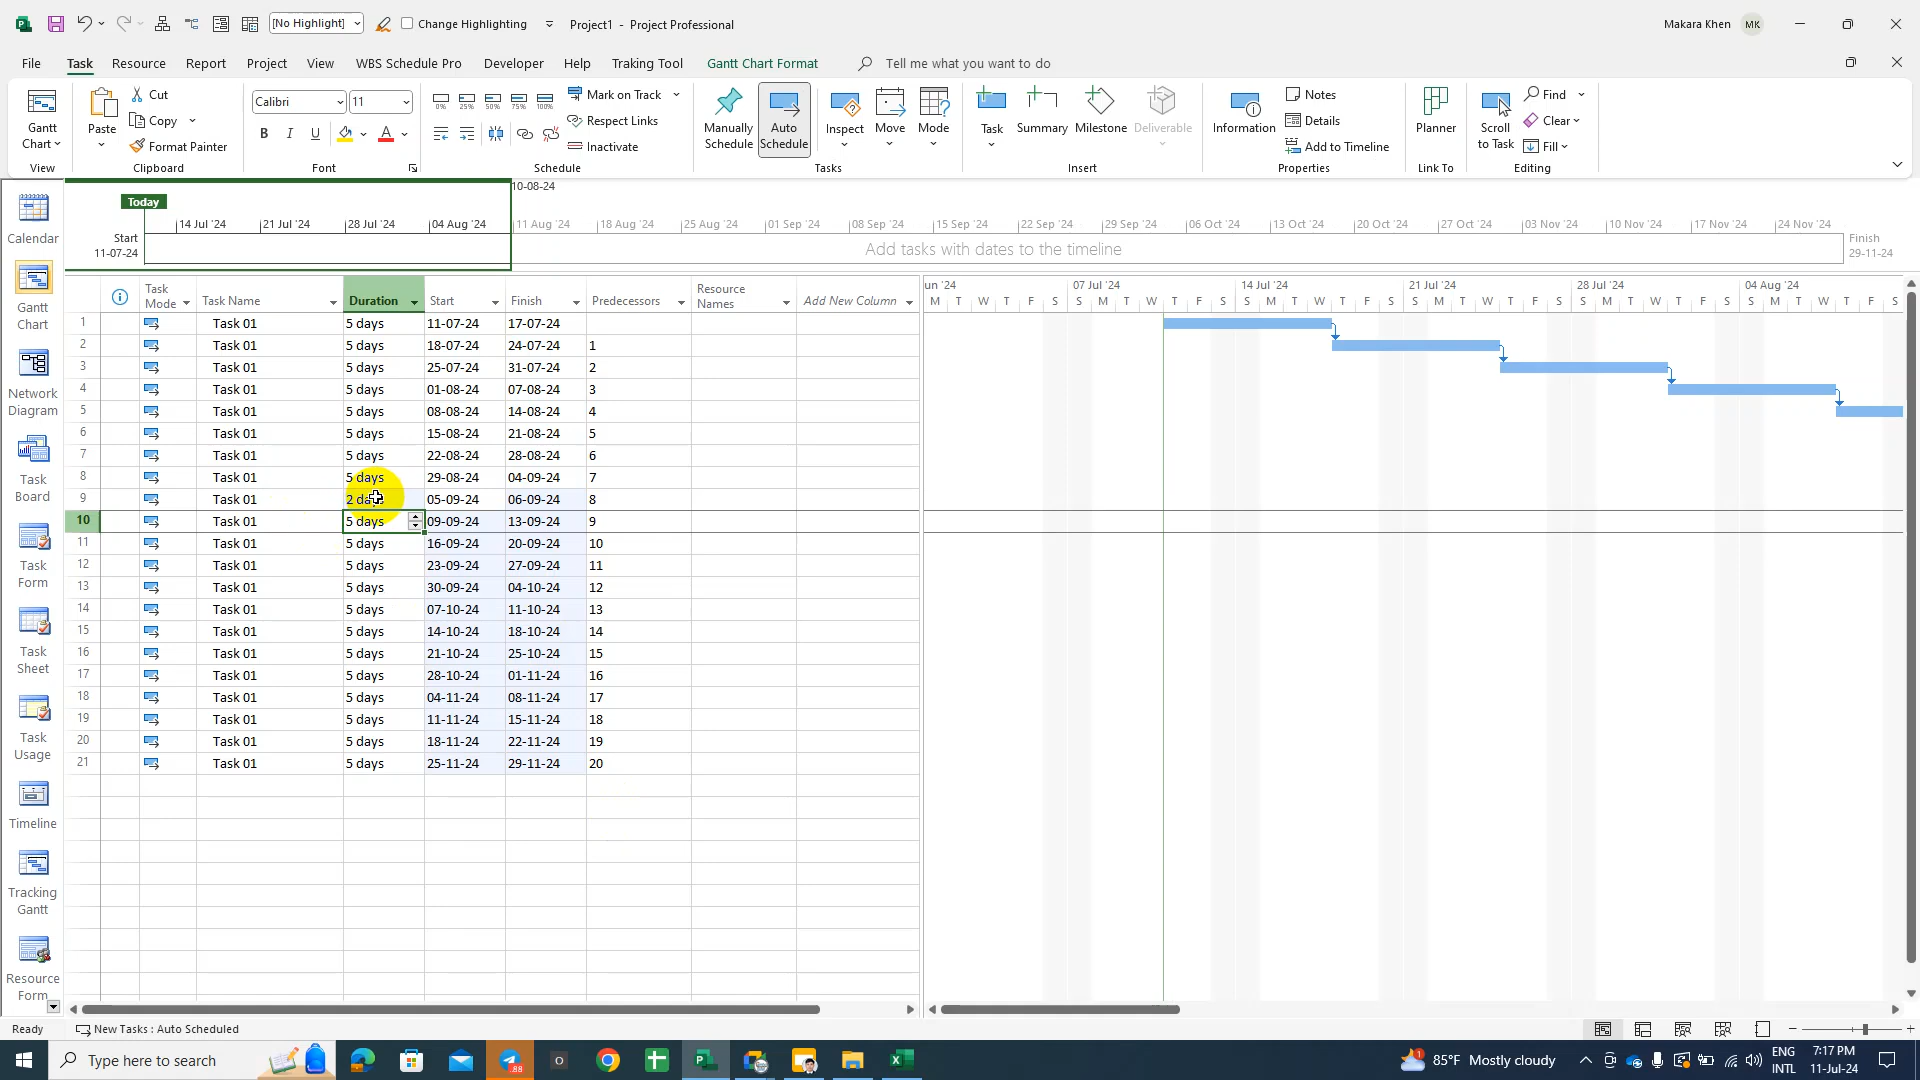 [No Highlight] Change Highlighting Project1 - Project Professional Makara Khen MK
File Task Resource Report Project View WBS Schedule Pro Developer Help Traking Tool Gantt Chart Format Tell me what you want to do
Gantt Chart
View
Paste
Cut
Copy
Format Painter
Clipboard
Calibri 11
B I U A
Font
0% 25% 50% 75% 100%
Mark on Track
Respect Links
Inactivate
Schedule
Manually Schedule
Auto Schedule
Inspect
Move
Mode
Tasks
Task
Summary
Milestone
Deliverable
Insert
Information
Notes
Details
Add to Timeline
Properties
Planner
Link To
Scroll to Task
Find
Clear
Fill
Editing
10-08-24
Today
14 Jul '24 21 Jul '24 28 Jul '24 04 Aug '24 11 Aug '24 18 Aug '24 25 Aug '24 01 Sep '24 08 Sep '24 15 Sep '24 22 Sep '24 29 Sep '24 06 Oct '24 13 Oct '24 20 Oct '24 27 Oct '24 03 Nov '24 10 Nov '24 17 Nov '24 24 Nov '24
Start
11-07-24
Add tasks with dates to the timeline
Finish
29-11-24
Calendar
Gantt Chart
Network Diagram
Task Board
Task Form
Task Sheet
Task Usage
Timeline
Tracking Gantt
Resource Form
Task Mode Task Name Duration Start Finish Predecessors Resource Names Add New Column
un '24 07 Jul '24 14 Jul '24 21 Jul '24 28 Jul '24 04 Aug '24
M T W T F S S M T W T F S S M T W T F S S M T W T F S S M T W T F S S M T W T F S
1 Task 01 5 days 11-07-24 17-07-24
2 Task 01 5 days 18-07-24 24-07-24 1
3 Task 01 5 days 25-07-24 31-07-24 2
4 Task 01 5 days 01-08-24 07-08-24 3
5 Task 01 5 days 08-08-24 14-08-24 4
6 Task 01 5 days 15-08-24 21-08-24 5
7 Task 01 5 days 22-08-24 28-08-24 6
8 Task 01 5 days 29-08-24 04-09-24 7
9 Task 01 2 days 05-09-24 06-09-24 8
10 Task 01 5 days 09-09-24 13-09-24 9
11 Task 01 5 days 16-09-24 20-09-24 10
12 Task 01 5 days 23-09-24 27-09-24 11
13 Task 01 5 days 30-09-24 04-10-24 12
14 Task 01 5 days 07-10-24 11-10-24 13
15 Task 01 5 days 14-10-24 18-10-24 14
16 Task 01 5 days 21-10-24 25-10-24 15
17 Task 01 5 days 28-10-24 01-11-24 16
18 Task 01 5 days 04-11-24 08-11-24 17
19 Task 01 5 days 11-11-24 15-11-24 18
20 Task 01 5 days 18-11-24 22-11-24 19
21 Task 01 5 days 25-11-24 29-11-24 20
Ready New Tasks : Auto Scheduled
Type here to search
.88
85°F Mostly cloudy
ENG
INTL
7:17 PM
11-Jul-24